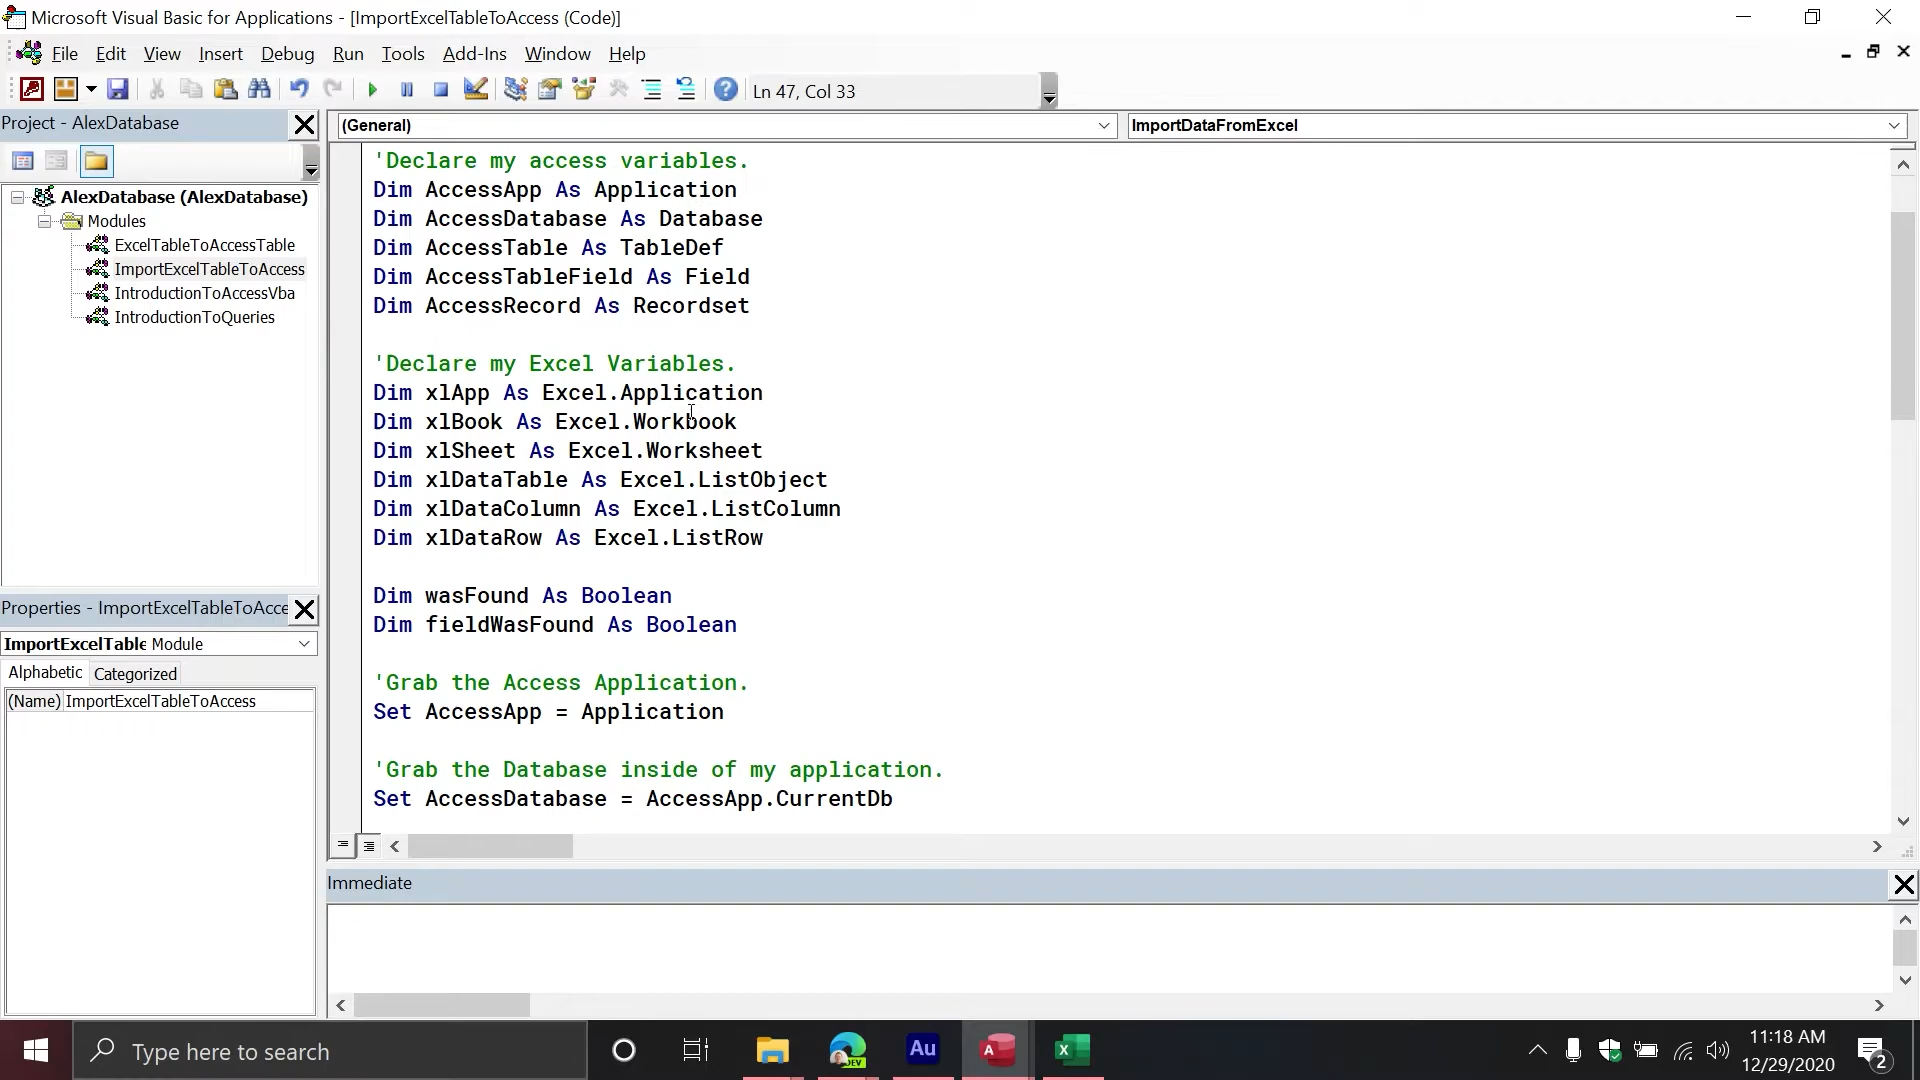 Microsoft Visual Basic for Applications - [ImportExcelTableToAccess (Code)]
File Edit View Insert Debug Run Tools Add-Ins Window Help
Ln 47, Col 33
Project - AlexDatabase
AlexDatabase (AlexDatabase)
Modules
ExcelTableToAccessTable
ImportExcelTableToAccess
IntroductionToAccessVba
IntroductionToQueries
Properties - ImportExcelTableToAcce
ImportExcelTable Module
Alphabetic Categorized
(Name) ImportExcelTableToAccess
(General) ImportDataFromExcel
'Declare my access variables.
Dim AccessApp As Application
Dim AccessDatabase As Database
Dim AccessTable As TableDef
Dim AccessTableField As Field
Dim AccessRecord As Recordset
'Declare my Excel Variables.
Dim xlApp As Excel.Application
Dim xlBook As Excel.Workbook
Dim xlSheet As Excel.Worksheet
Dim xlDataTable As Excel.ListObject
Dim xlDataColumn As Excel.ListColumn
Dim xlDataRow As Excel.ListRow
Dim wasFound As Boolean
Dim fieldWasFound As Boolean
'Grab the Access Application.
Set AccessApp = Application
'Grab the Database inside of my application.
Set AccessDatabase = AccessApp.CurrentDb
Immediate
Type here to search
DEV
Au
A
X
11:18 AM
12/29/2020
2